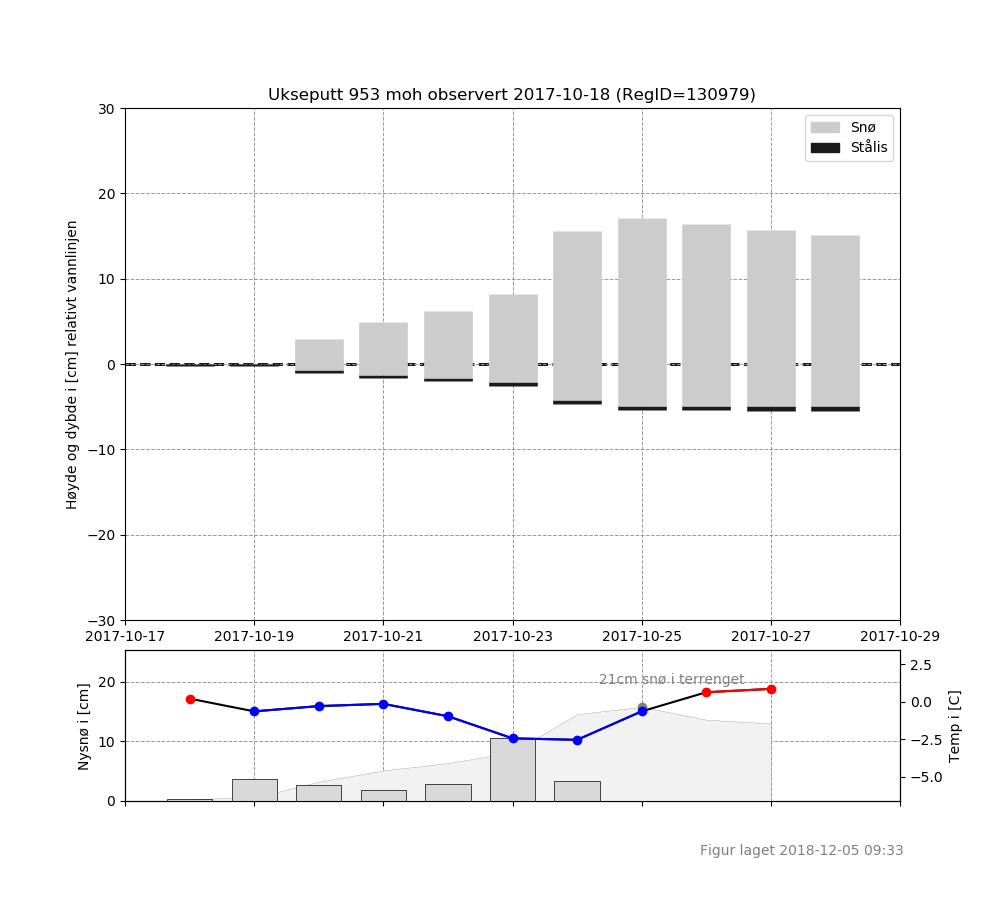 Ukseputt 953 moh observert 2017-10-18 (RegID=130979)
Snø
Stålis
Høyde og dybde i [cm] relativt vannlinjen
30
20
10
0
−10
−20
−30
2017-10-17 2017-10-19 2017-10-21 2017-10-23 2017-10-25 2017-10-27 2017-10-29
Nysnø i [cm]
20
10
0
21cm snø i terrenget
2.5
0.0
−2.5
−5.0
Temp i [C]
Figur laget 2018-12-05 09:33